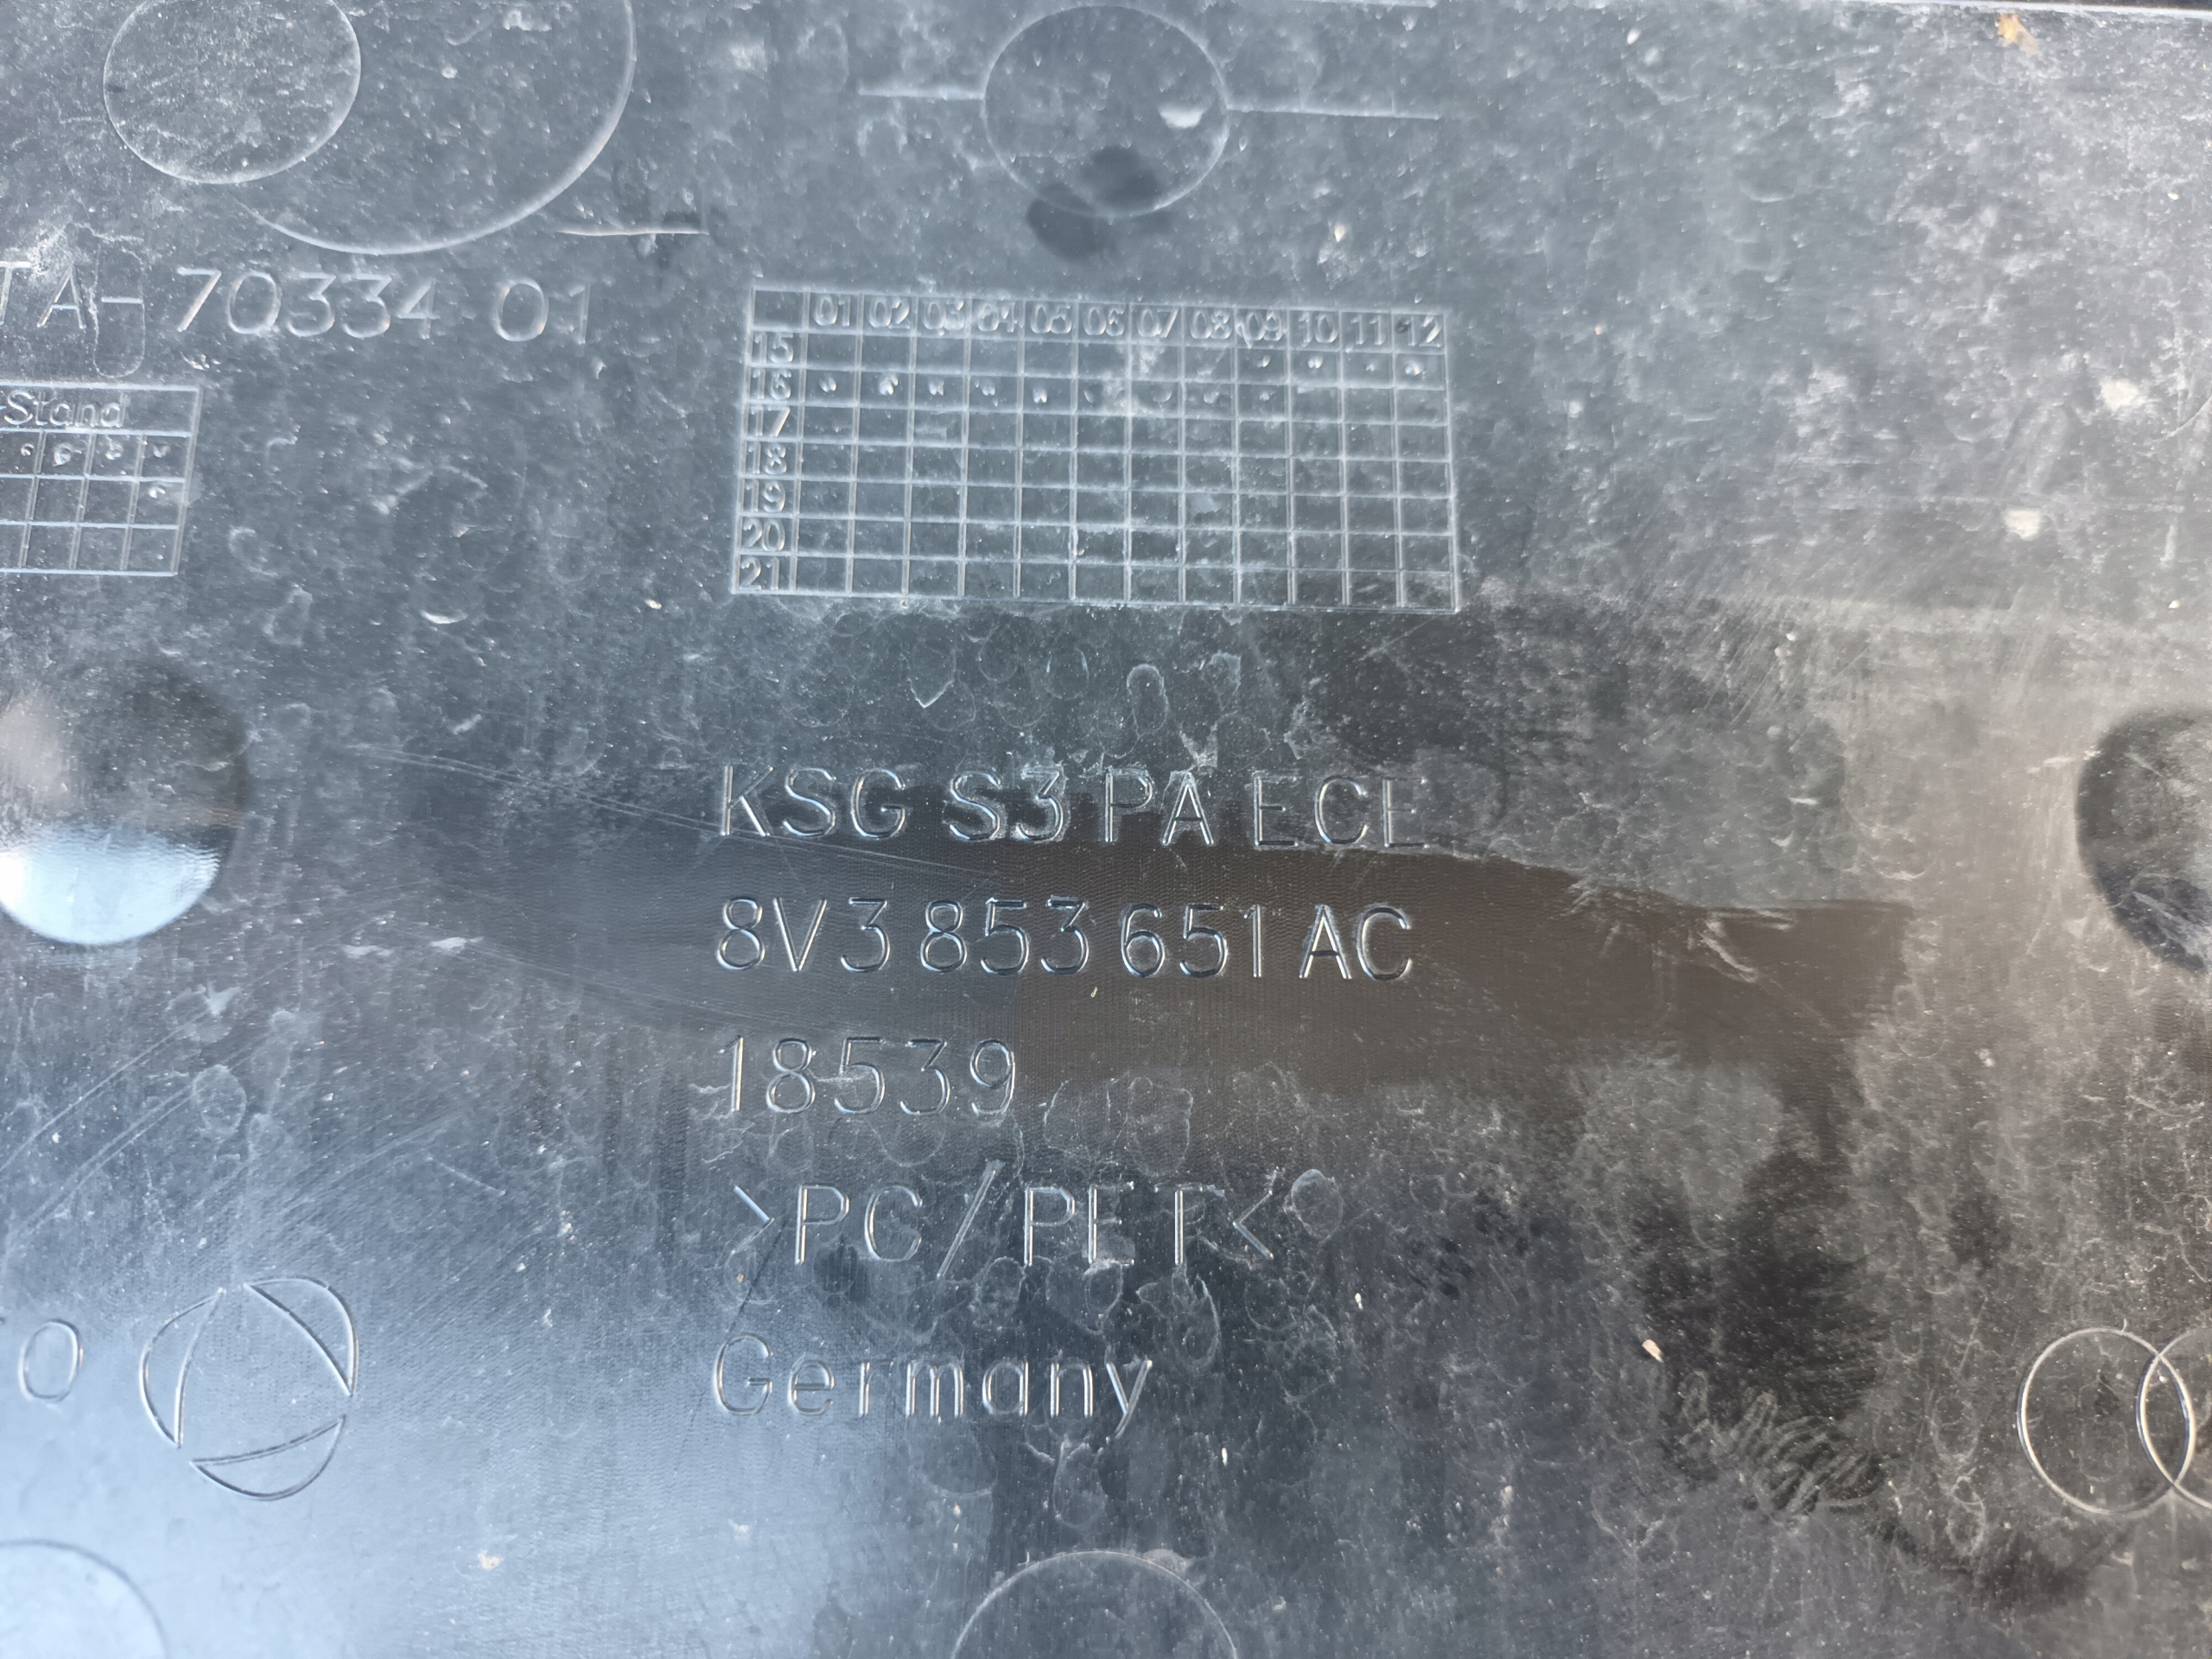 TA-70334 01
01 02 03 04 05 06 07 08 09 10 11 12
15
16
17
18
19
20
21
-Stand
KSG S3 PA ECE
8V3 853 651 AC
18539
>PC/PET<
Germany